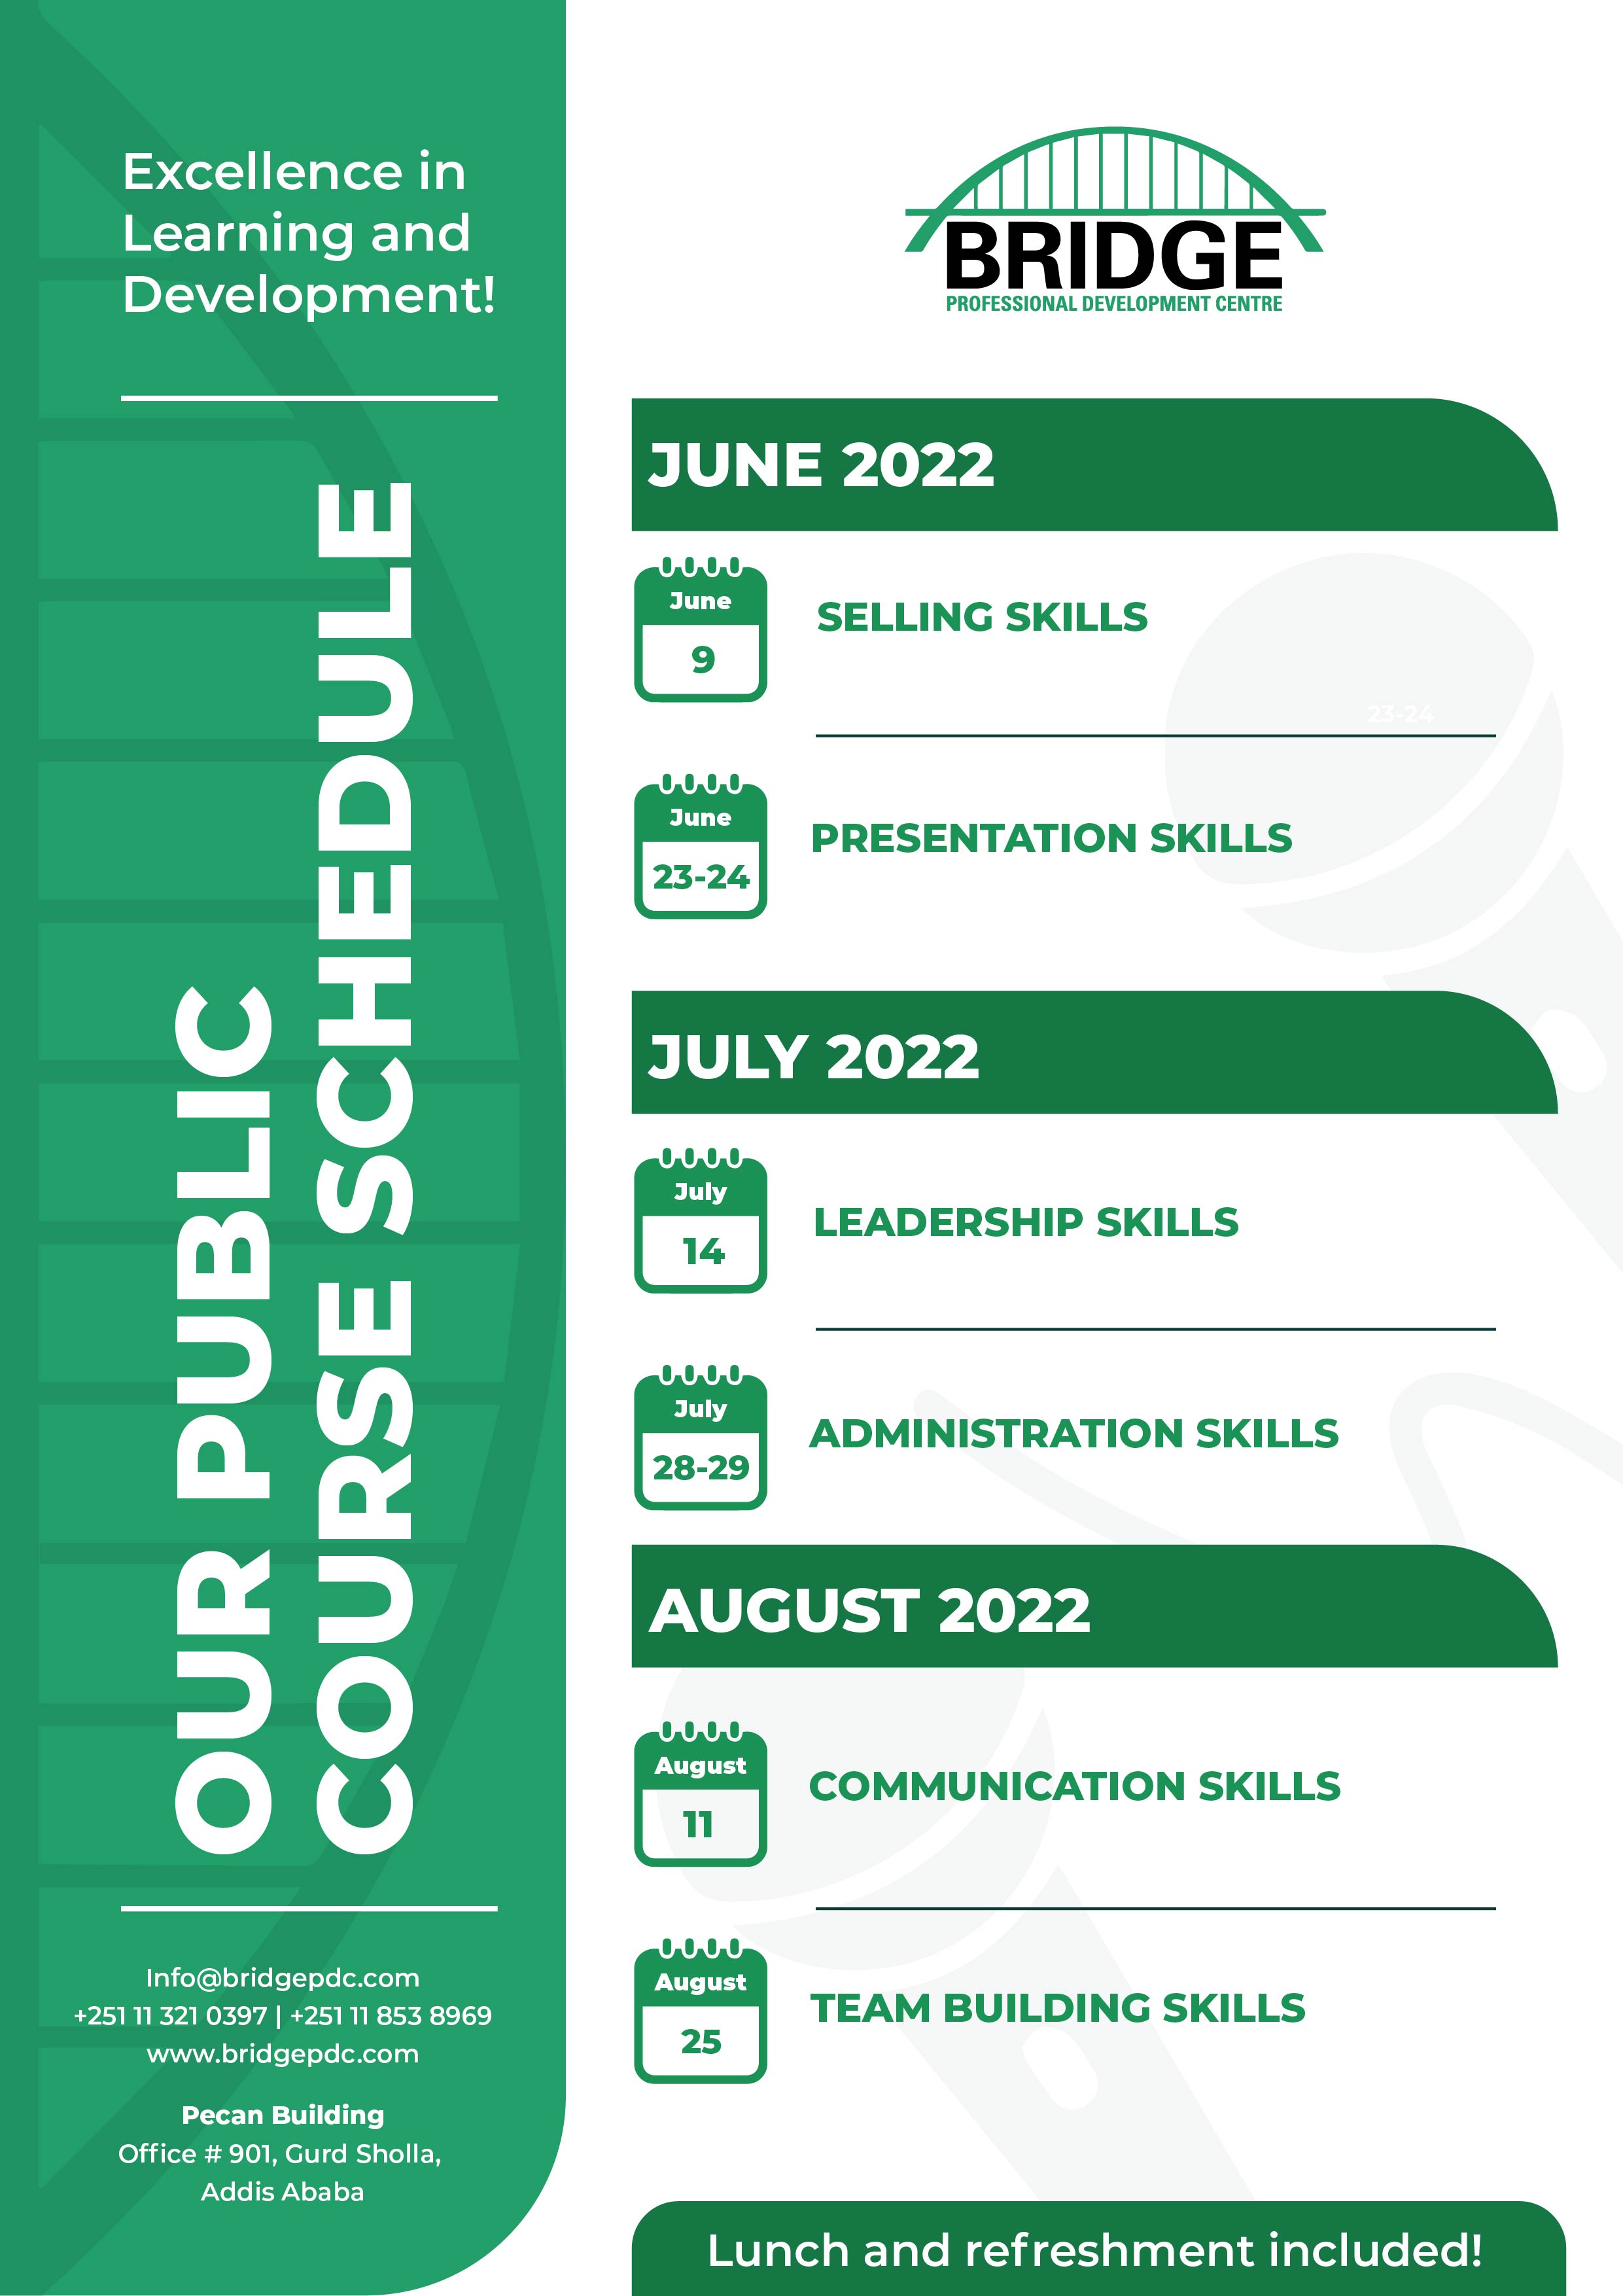 Excellence in
Learning and
Development!
OUR PUBLIC
COURSE SCHEDULE
Info@bridgepdc.com
+251 11 321 0397 | +251 11 853 8969
www.bridgepdc.com
Pecan Building
Office # 901, Gurd Sholla,
Addis Ababa
BRIDGE
PROFESSIONAL DEVELOPMENT CENTRE
JUNE 2022
June
9
SELLING SKILLS
23-24
June
23-24
PRESENTATION SKILLS
JULY 2022
July
14
LEADERSHIP SKILLS
July
28-29
ADMINISTRATION SKILLS
AUGUST 2022
August
11
COMMUNICATION SKILLS
August
25
TEAM BUILDING SKILLS
Lunch and refreshment included!